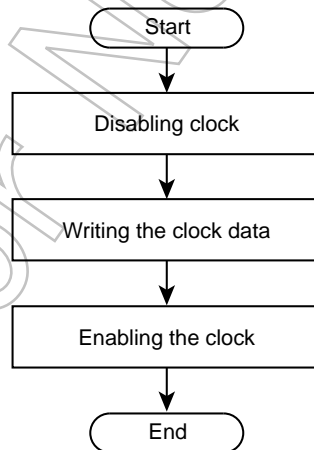 Start
Disabling clock
Writing the clock data
Enabling the clock
End